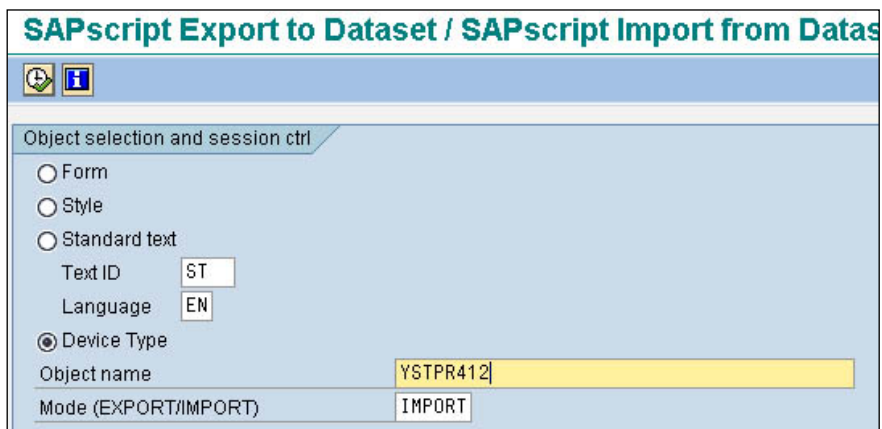 SAPscript Export to Dataset / SAPscript Import from Datas
Object selection and session ctrl
Form
Style
Standard text
Text ID ST
Language EN
Device Type
Object name YSTPR412
Mode (EXPORT/IMPORT) IMPORT